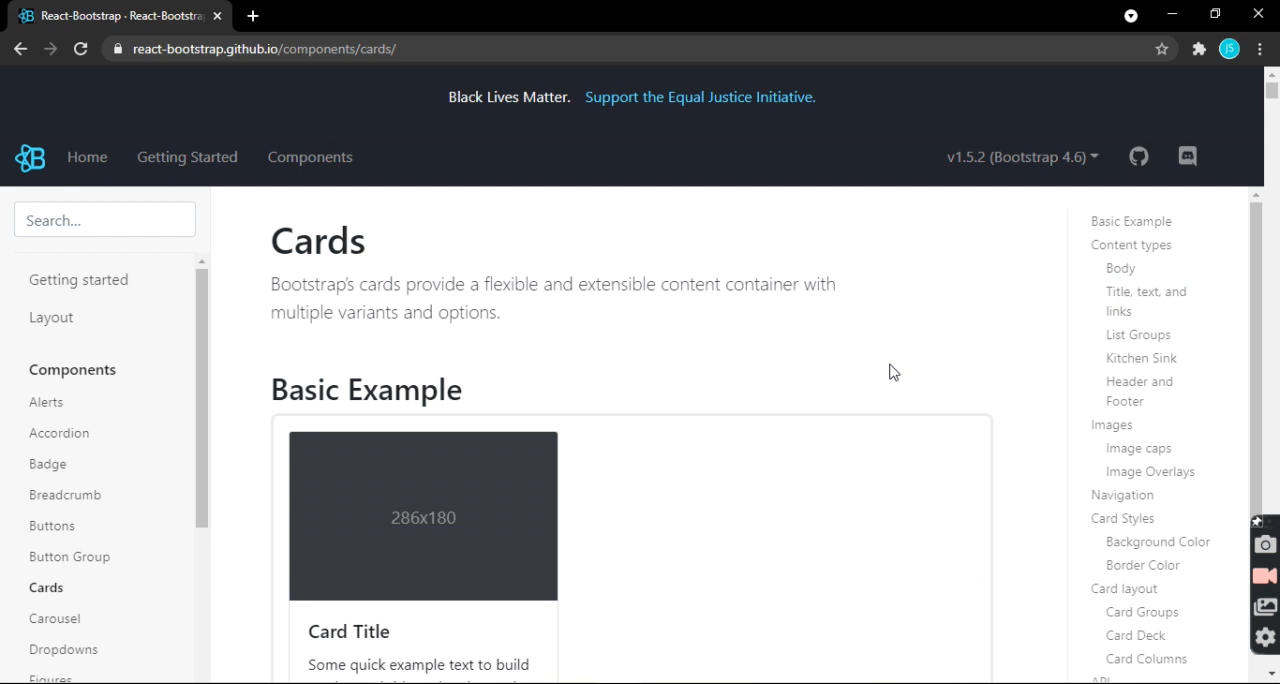 React-Bootstrap · React-Bootstra
react-bootstrap.github.io/components/cards/
JS
Black Lives Matter. Support the Equal Justice Initiative.
B
Home
Getting Started
Components
v1.5.2 (Bootstrap 4.6)
Search...
Getting started
Layout
Components
Alerts
Accordion
Badge
Breadcrumb
Buttons
Button Group
Cards
Carousel
Dropdowns
Figures
Cards
Bootstrap's cards provide a flexible and extensible content container with
multiple variants and options.
Basic Example
286x180
Card Title
Some quick example text to build
Basic Example
Content types
Body
Title, text, and
links
List Groups
Kitchen Sink
Header and
Footer
Images
Image caps
Image Overlays
Navigation
Card Styles
Background Color
Border Color
Card layout
Card Groups
Card Deck
Card Columns
API